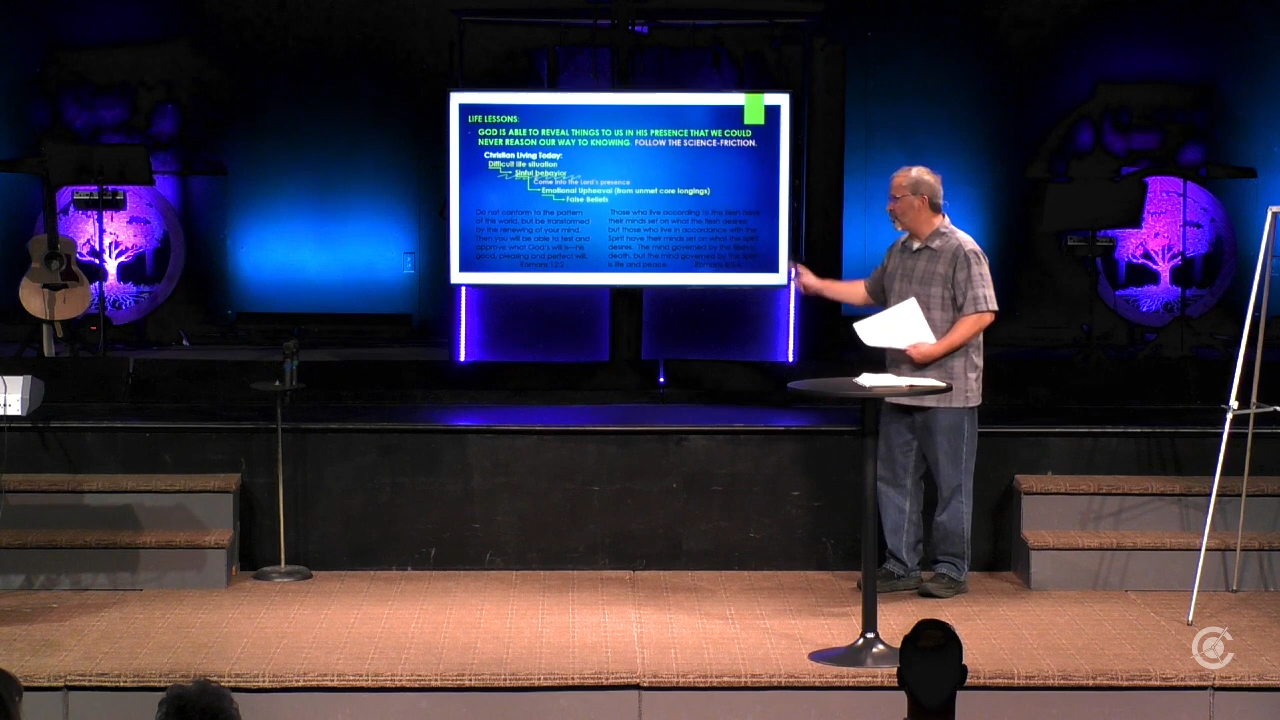 LIFE LESSONS:
GOD IS ABLE TO REVEAL THINGS TO US IN HIS PRESENCE THAT WE COULD
NEVER REASON OUR WAY TO KNOWING. FOLLOW THE SCIENCE-FRICTION.
Christian Living Today:
Difficult life situation
Sinful behavior
Come into the Lord's presence
Emotional Upheaval (from unmet core longings)
False Beliefs
Do not conform to the pattern
of this world, but be transformed
by the renewing of your mind.
Then you will be able to test and
approve what God's will is—his
good, pleasing and perfect will.
Romans 12:2
Those who live according to the flesh have
their minds set on what the flesh desires;
but those who live in accordance with the
Spirit have their minds set on what the Spirit
desires. The mind governed by the flesh is
death, but the mind governed by the Spirit
is life and peace. Romans